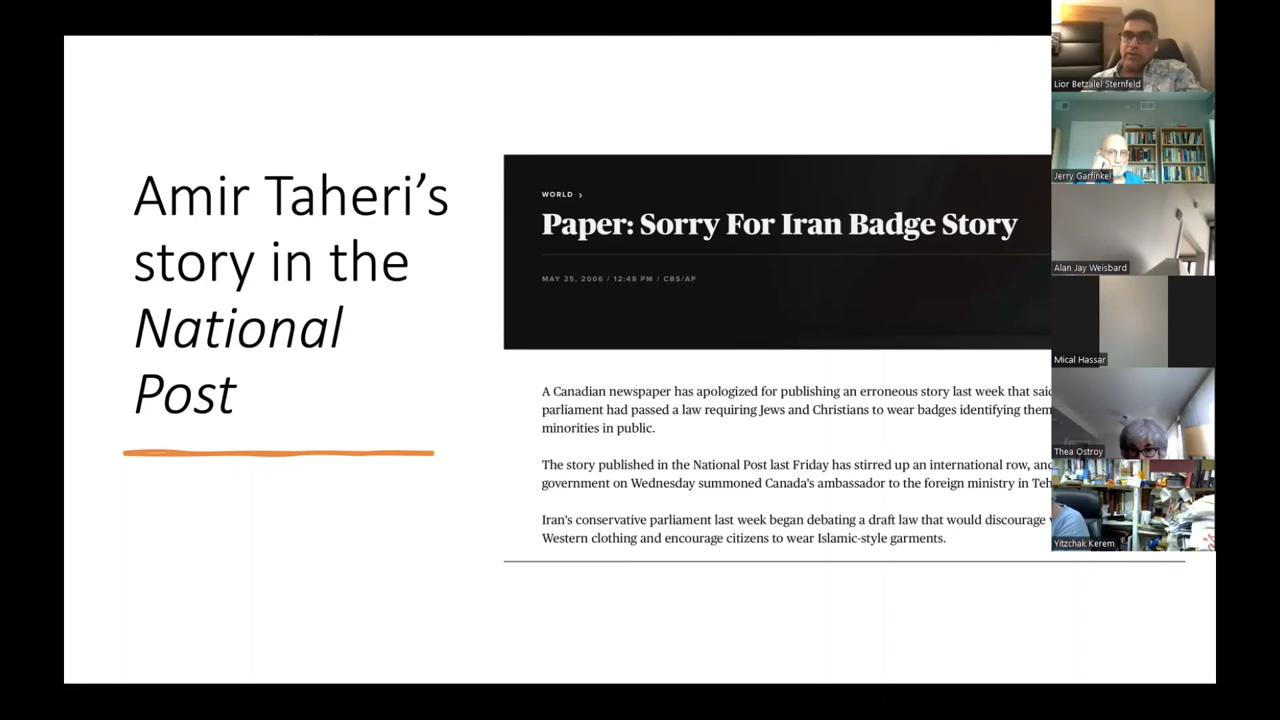 Amir Taheri’s
story in the
National
Post
WORLD ›
Paper: Sorry For Iran Badge Story
MAY 25, 2006 / 12:48 PM / CBS/AP
A Canadian newspaper has apologized for publishing an erroneous story last week that said
parliament had passed a law requiring Jews and Christians to wear badges identifying them
minorities in public.
The story published in the National Post last Friday has stirred up an international row, and
government on Wednesday summoned Canada's ambassador to the foreign ministry in Teh
Iran's conservative parliament last week began debating a draft law that would discourage
Western clothing and encourage citizens to wear Islamic-style garments.
Lior Betzalel Sternfeld
Jerry Garfinkel
Alan Jay Weisbard
Mical Hassar
Thea Ostroy
Yitzchak Kerem